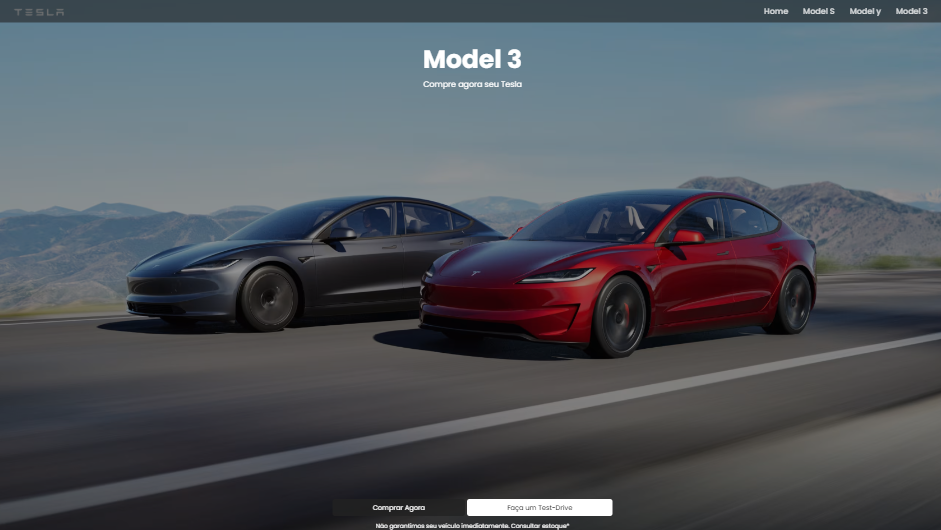 TESLA
Home Model S Model y Model 3
Model 3
Compre agora seu Tesla
Comprar Agora
Faça um Test-Drive
Não garantimos seu veículo imediatamente. Consultar estoque*